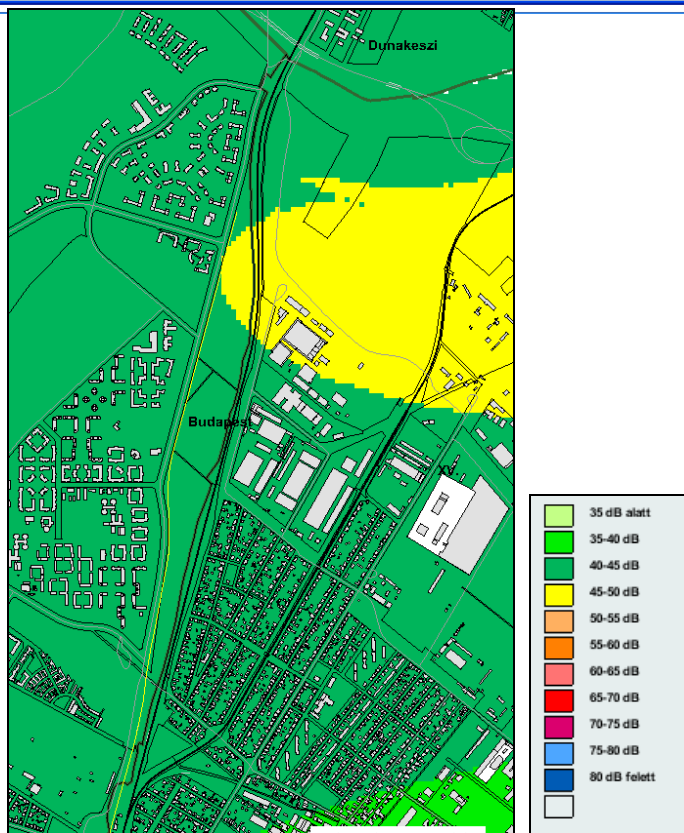 Dunakeszi
Budapest
XV.
35 dB alatt
35-40 dB
40-45 dB
45-50 dB
50-55 dB
55-60 dB
60-65 dB
65-70 dB
70-75 dB
75-80 dB
80 dB felett